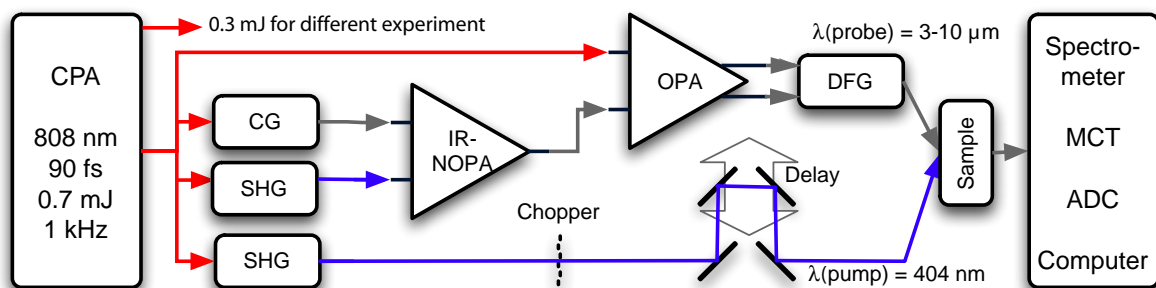 0.3 mJ for different experiment
CPA
808 nm
90 fs
0.7 mJ
1 kHz
CG
SHG
SHG
IR-
NOPA
OPA
λ(probe) = 3-10 µm
DFG
Chopper
Delay
λ(pump) = 404 nm
Sample
Spectro-
meter
MCT
ADC
Computer